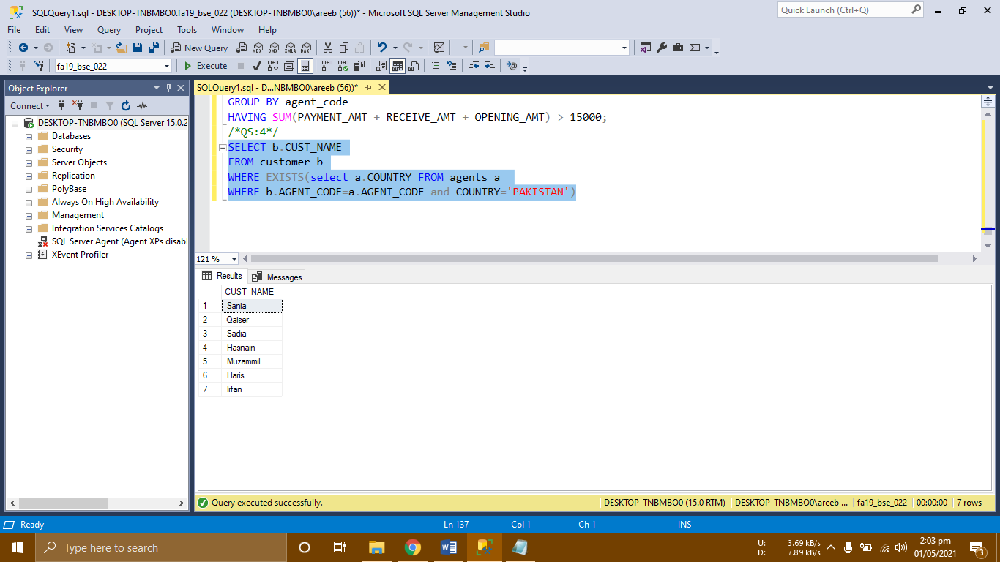 SQLQuery1.sql - DESKTOP-TNBMBO0.fa19_bse_022 (DESKTOP-TNBMBO0\areeb (56))* - Microsoft SQL Server Management Studio
Quick Launch (Ctrl+Q)
File Edit View Query Project Tools Window Help
New Query
MDX DMX XMLA DAX
fa19_bse_022
Execute
Object Explorer
SQLQuery1.sql - D...NBMBO0\areeb (56))*
Connect
DESKTOP-TNBMBO0 (SQL Server 15.0.2
Databases
Security
Server Objects
Replication
PolyBase
Always On High Availability
Management
Integration Services Catalogs
SQL Server Agent (Agent XPs disabl
XEvent Profiler
GROUP BY agent_code
HAVING SUM(PAYMENT_AMT + RECEIVE_AMT + OPENING_AMT) > 15000;
/*QS:4*/
SELECT b.CUST_NAME
FROM customer b
WHERE EXISTS(select a.COUNTRY FROM agents a
WHERE b.AGENT_CODE=a.AGENT_CODE and COUNTRY='PAKISTAN')
121 %
Results Messages
CUST_NAME
1 Sania
2 Qaiser
3 Sadia
4 Hasnain
5 Muzammil
6 Haris
7 Irfan
Query executed successfully.
DESKTOP-TNBMBO0 (15.0 RTM) DESKTOP-TNBMBO0\areeb ... fa19_bse_022 00:00:00 7 rows
Ready Ln 137 Col 1 Ch 1 INS
Type here to search
U: 3.69 kB/s
D: 7.89 kB/s
2:03 pm
01/05/2021
3